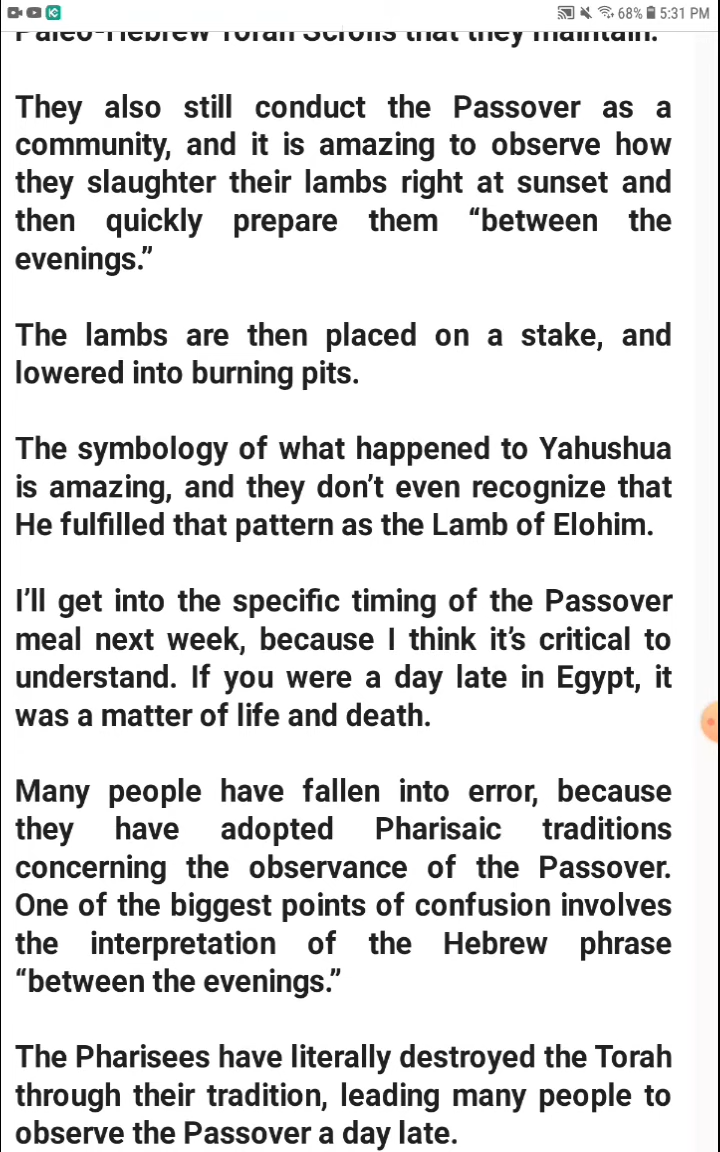 68% 5:31 PM
Paleo-Hebrew Torah Scrolls that they maintain.
They also still conduct the Passover as a
community, and it is amazing to observe how
they slaughter their lambs right at sunset and
then quickly prepare them “between the
evenings.”
The lambs are then placed on a stake, and
lowered into burning pits.
The symbology of what happened to Yahushua
is amazing, and they don’t even recognize that
He fulfilled that pattern as the Lamb of Elohim.
I’ll get into the specific timing of the Passover
meal next week, because I think it’s critical to
understand. If you were a day late in Egypt, it
was a matter of life and death.
Many people have fallen into error, because
they have adopted Pharisaic traditions
concerning the observance of the Passover.
One of the biggest points of confusion involves
the interpretation of the Hebrew phrase
“between the evenings.”
The Pharisees have literally destroyed the Torah
through their tradition, leading many people to
observe the Passover a day late.